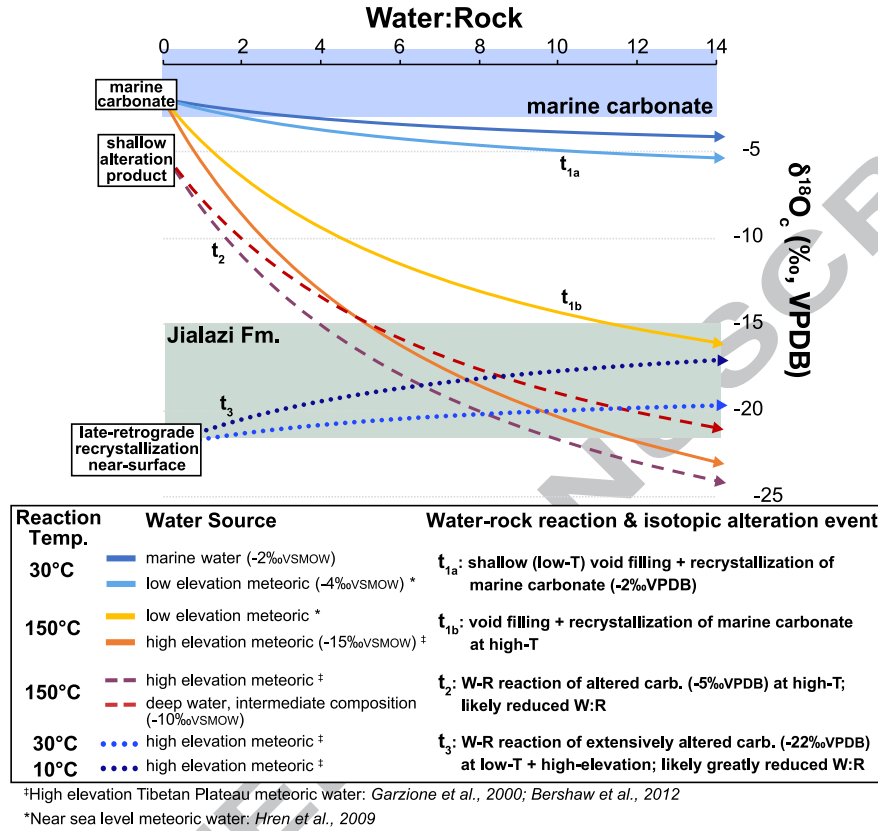 Water:Rock
0 2 4 6 8 10 12 14
marine
carbonate
marine carbonate
shallow
alteration
product
-5
t1a
δ18Oc (‰, VPDB)
-10
t2
t1b
-15
Jialazi Fm.
t3
-20
late-retrograde
recrystallization
near-surface
-25
Reaction
Temp.
Water Source
Water-rock reaction & isotopic alteration event
30°C
marine water (-2‰VSMOW)
low elevation meteoric (-4‰VSMOW) *
t1a: shallow (low-T) void filling + recrystallization of
marine carbonate (-2‰VPDB)
150°C
low elevation meteoric *
high elevation meteoric (-15‰VSMOW) ‡
t1b: void filling + recrystallization of marine carbonate
at high-T
150°C
high elevation meteoric ‡
deep water, intermediate composition
(-10‰VSMOW)
t2: W-R reaction of altered carb. (-5‰VPDB) at high-T;
likely reduced W:R
30°C
high elevation meteoric ‡
10°C
high elevation meteoric ‡
t3: W-R reaction of extensively altered carb. (-22‰VPDB)
at low-T + high-elevation; likely greatly reduced W:R
‡High elevation Tibetan Plateau meteoric water: Garzione et al., 2000; Bershaw et al., 2012
*Near sea level meteoric water: Hren et al., 2009